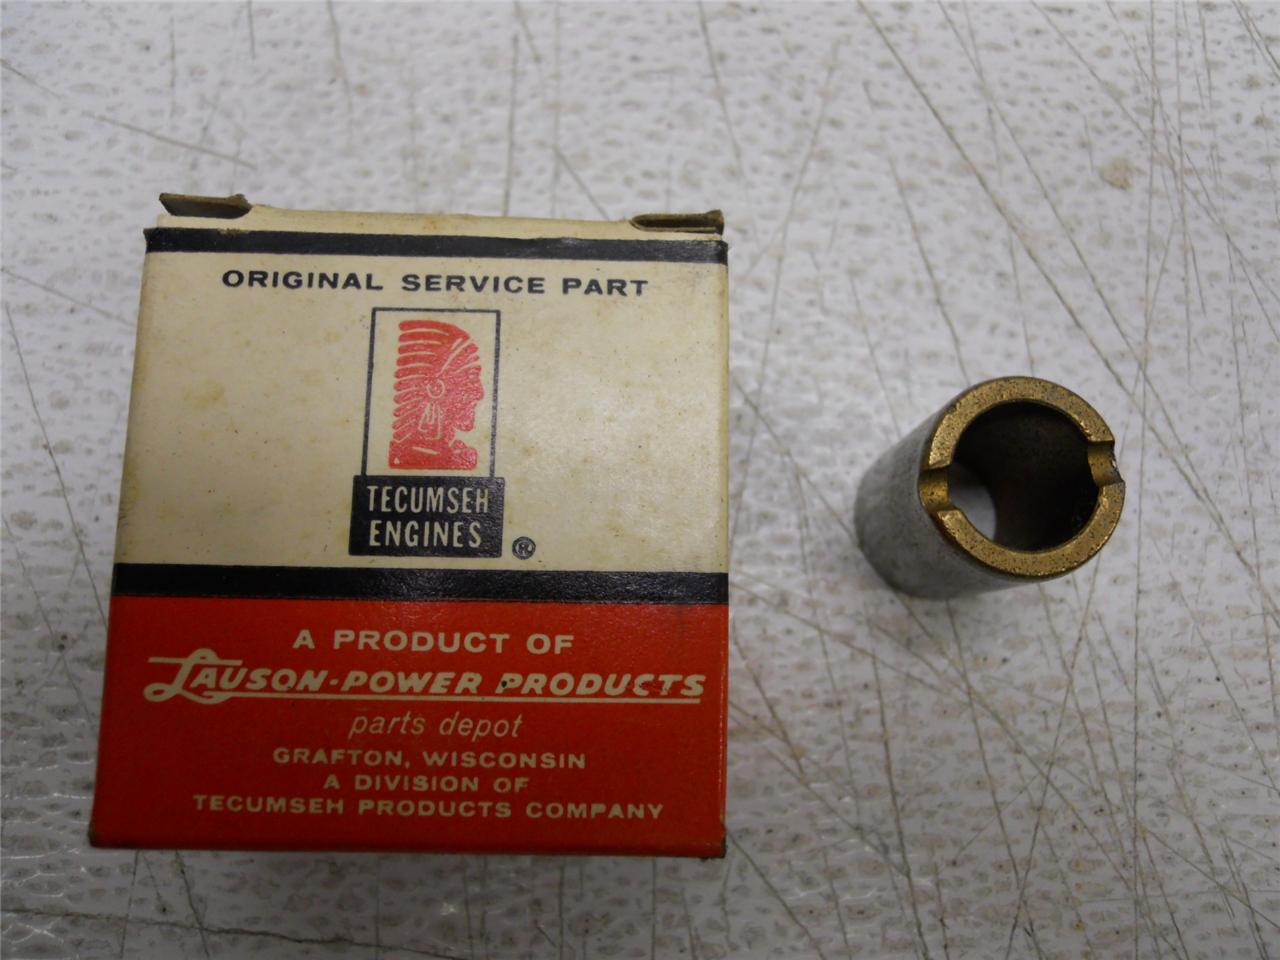 ORIGINAL SERVICE PART
TECUMSEH
ENGINES ®
A PRODUCT OF
LAUSON-POWER PRODUCTS
parts depot
GRAFTON, WISCONSIN
A DIVISION OF
TECUMSEH PRODUCTS COMPANY